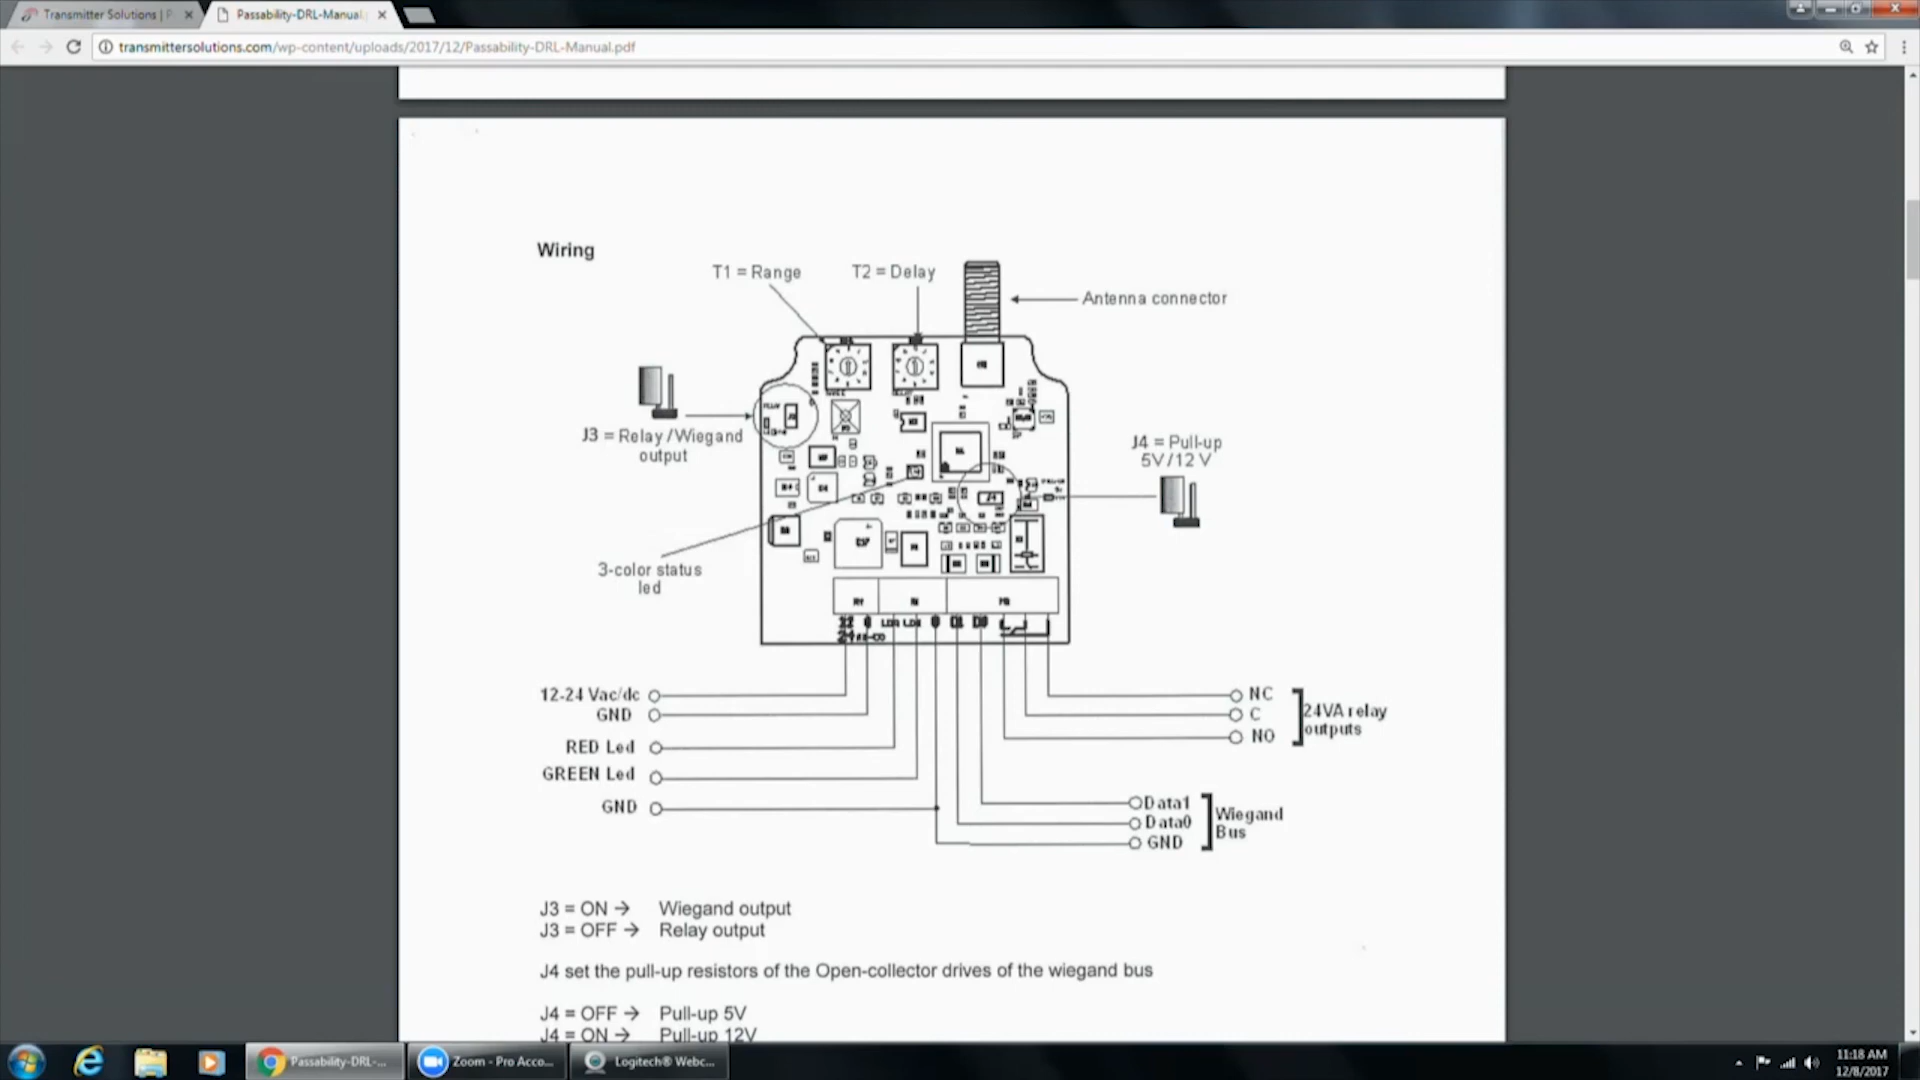 Transmitter Solutions | P
Passability-DRL-Manual.
transmittersolutions.com/wp-content/uploads/2017/12/Passability-DRL-Manual.pdf
Wiring
T1 = Range
T2 = Delay
Antenna connector
J3 = Relay/Wiegand
output
J4 = Pull-up
5V/12 V
J4
3-color status
led
12-24 Vac/dc
GND
RED Led
GREEN Led
GND
NC
C
NO
24VA relay
outputs
Data1
Data0
GND
Wiegand
Bus
J3 = ON → Wiegand output
J3 = OFF → Relay output
J4 set the pull-up resistors of the Open-collector drives of the wiegand bus
J4 = OFF → Pull-up 5V
J4 = ON → Pull-up 12V
Passability-DRL-...
Zoom - Pro Acco...
Logitech® Webc...
11:18 AM
12/8/2017